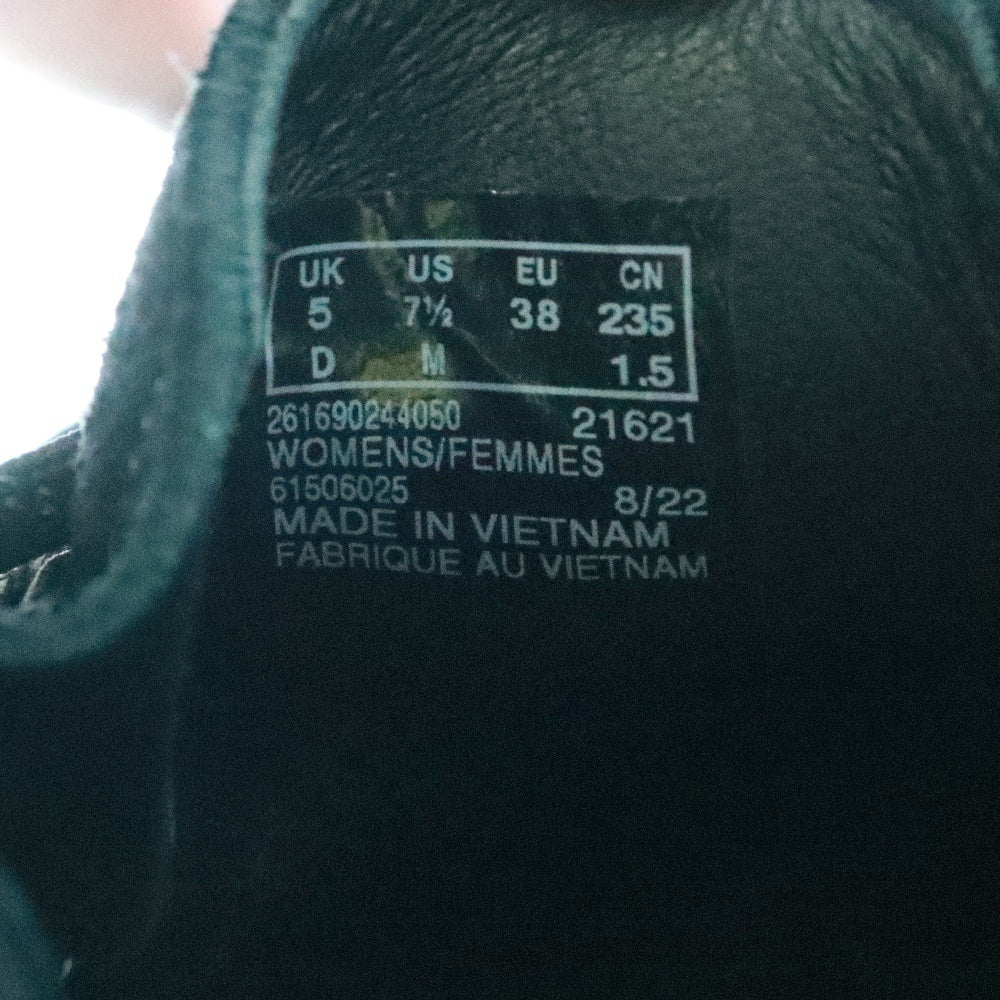 UK US EU CN
5 7½ 38 235
D M 1.5
261690244050 21621
WOMENS/FEMMES
61506025 8/22
MADE IN VIETNAM
FABRIQUE AU VIETNAM